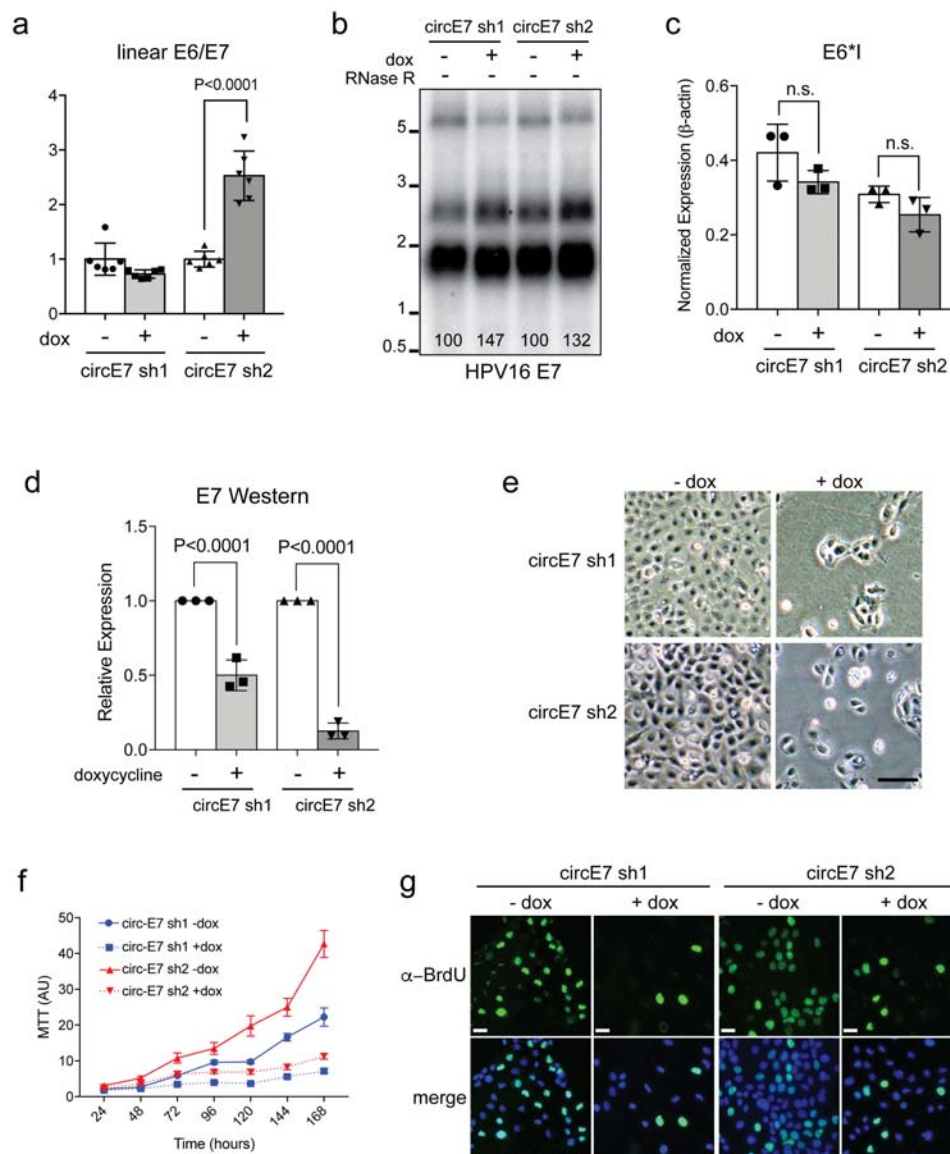 a
linear E6/E7
P<0.0001
4
3
2
1
0
dox - + - +
circE7 sh1 circE7 sh2
b
circE7 sh1 circE7 sh2
dox - + - +
RNase R - - - -
5
3
2
1
0.5
100 147 100 132
HPV16 E7
c
E6*I
Normalized Expression (β-actin)
n.s.
n.s.
0.6
0.4
0.2
0.0
dox - + - +
circE7 sh1 circE7 sh2
d
E7 Western
Relative Expression
P<0.0001 P<0.0001
1.5
1.0
0.5
0.0
doxycycline - + - +
circE7 sh1 circE7 sh2
e
- dox + dox
circE7 sh1
circE7 sh2
f
MTT (AU)
50
40
30
20
10
0
circ-E7 sh1 -dox
circ-E7 sh1 +dox
circ-E7 sh2 -dox
circ-E7 sh2 +dox
24 48 72 96 120 144 168
Time (hours)
g
circE7 sh1 circE7 sh2
- dox + dox - dox + dox
α-BrdU
merge